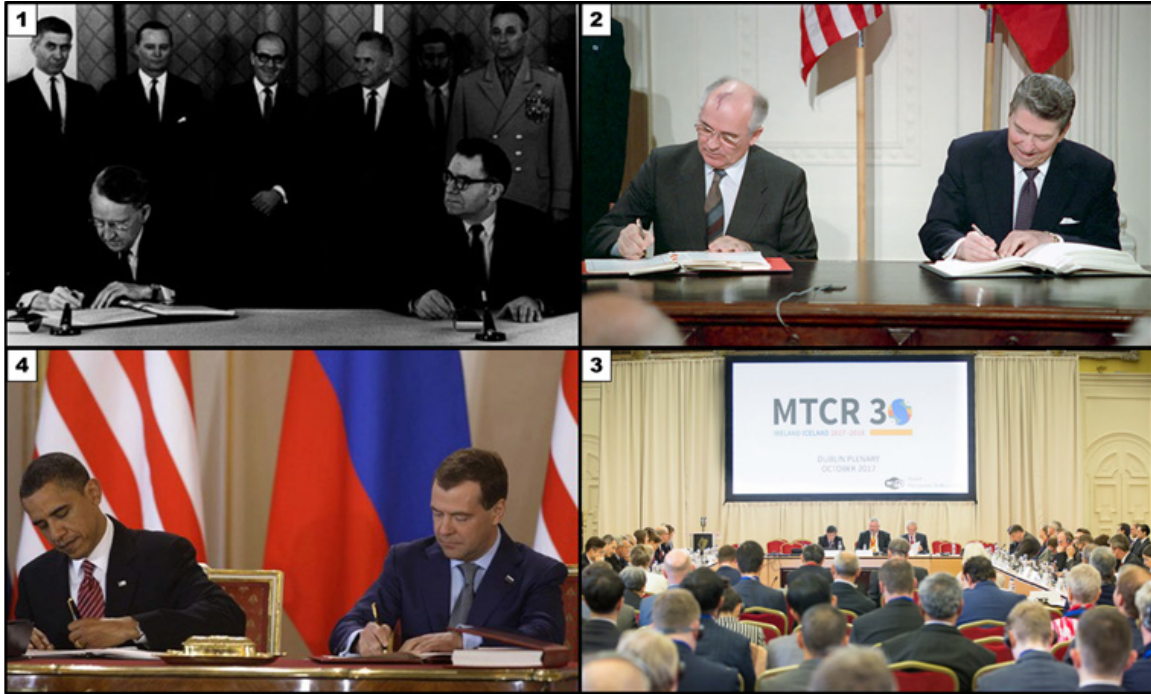 1
2
4
3
MTCR 30
IRELAND ICELAND 2017-2018
DUBLIN PLENARY
OCTOBER 2017